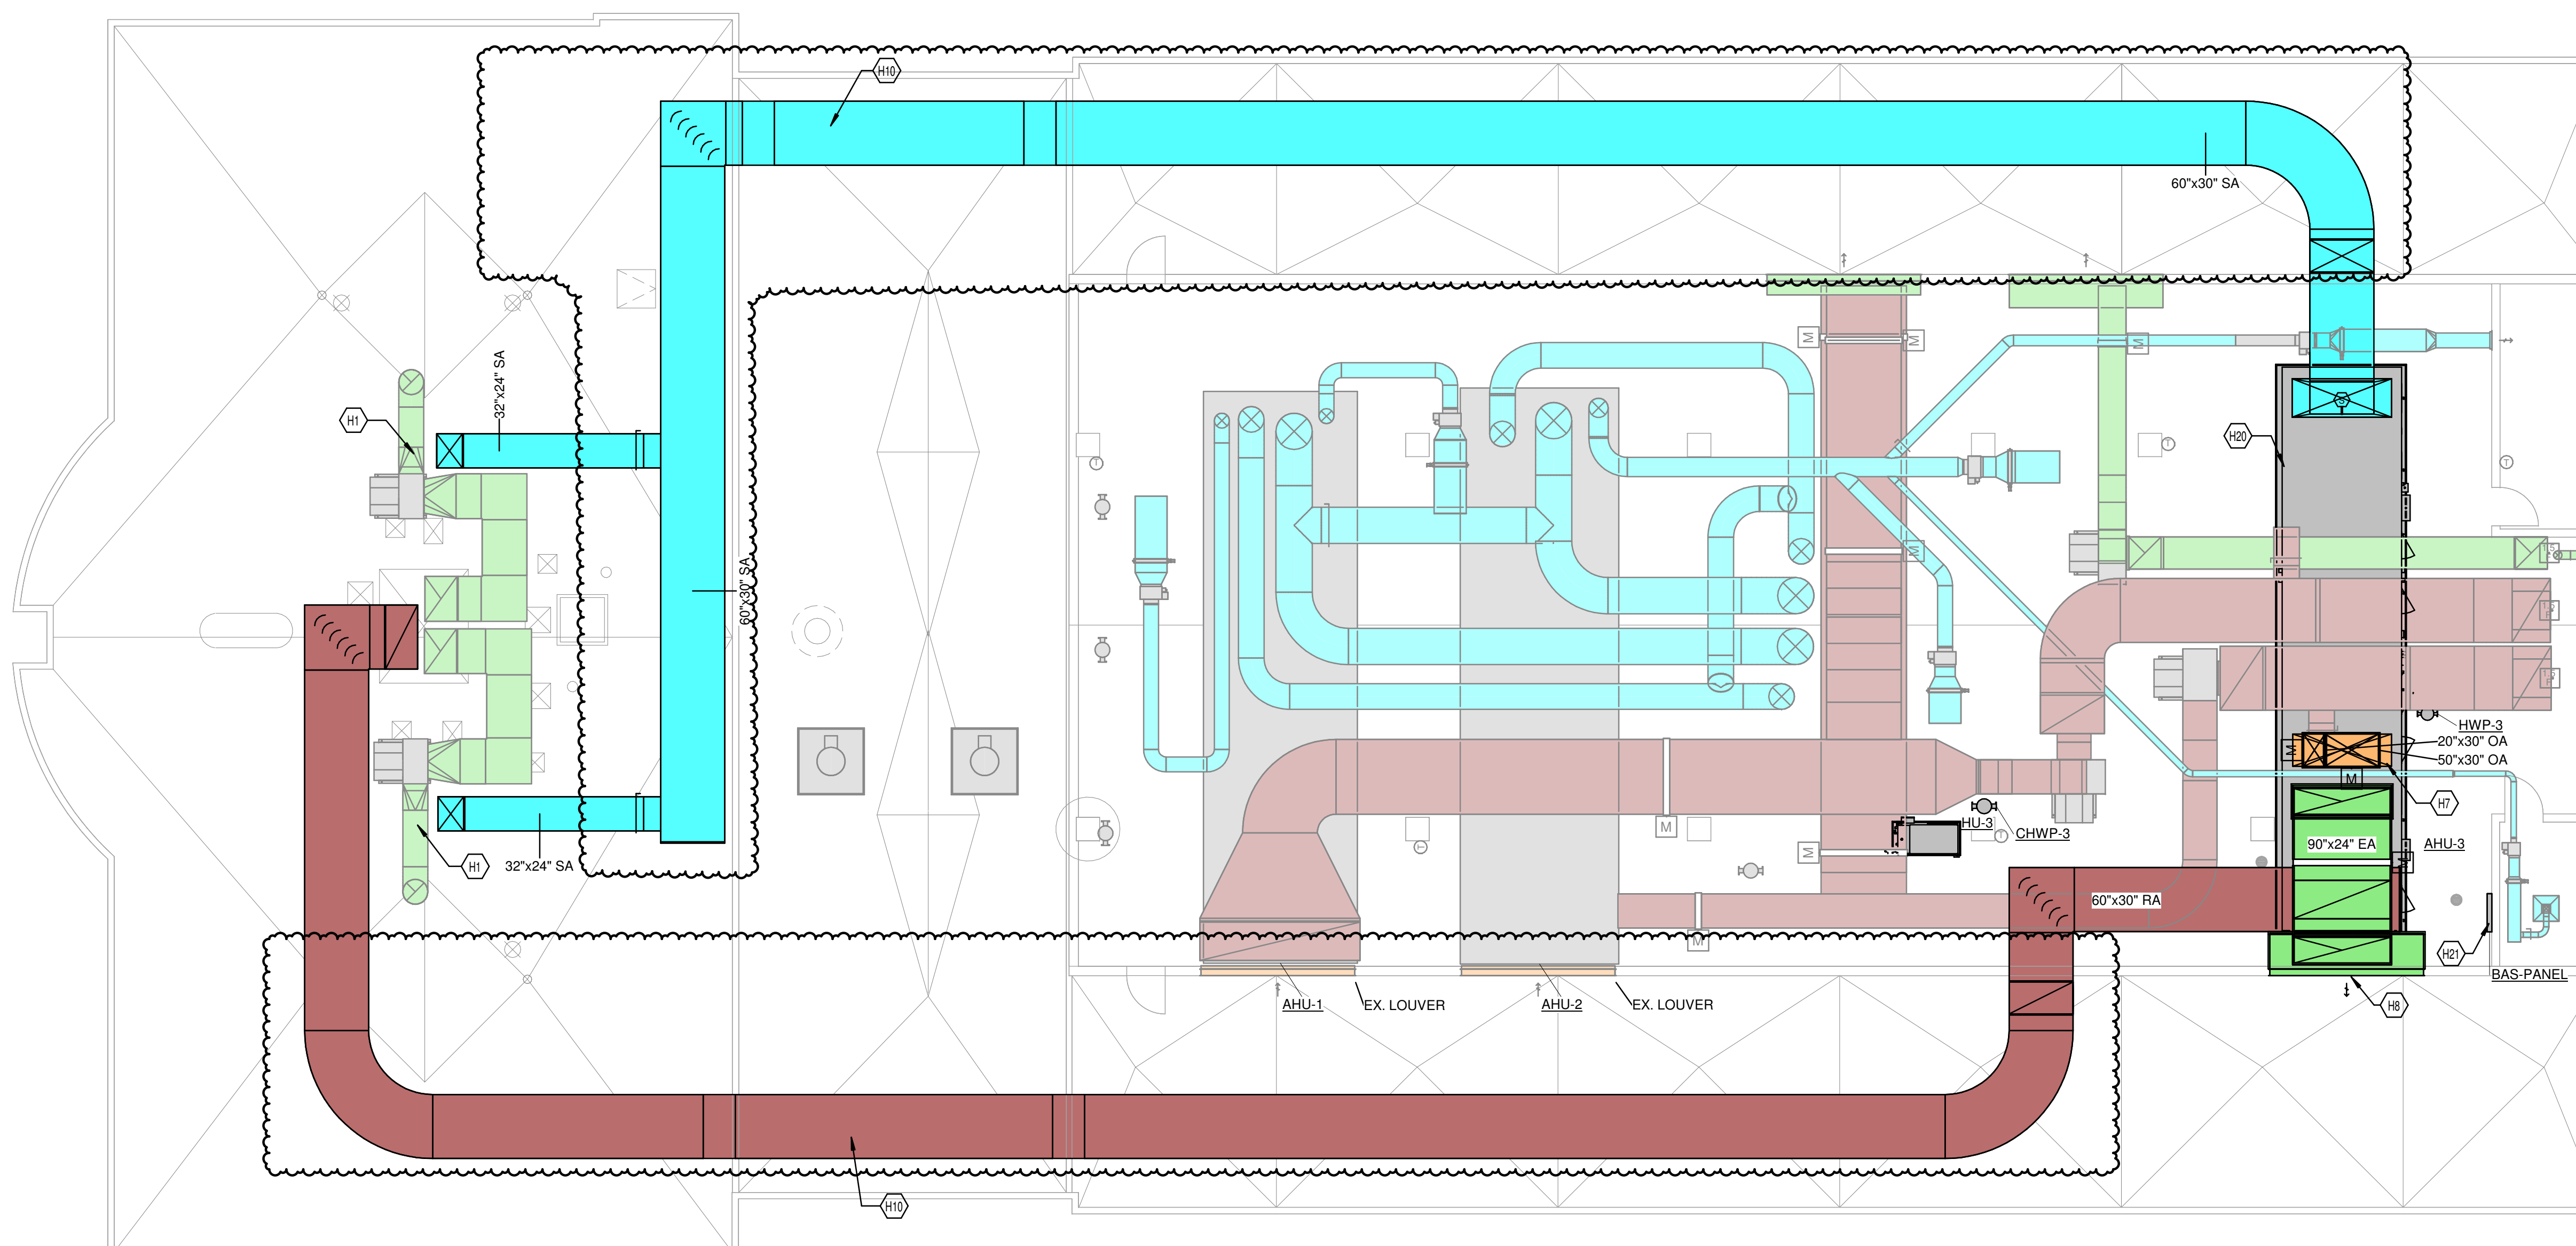 H10
60"x30" SA
H1
32"x24" SA
M
M
M
T
T
T
H20
S
M
60"x30" SA
HWP-3
20"x30" OA
50"x30" OA
M
M
H7
H1
32"x24" SA
M
T
M
HU-3
T
CHWP-3
90"x24" EA
AHU-3
60"x30" RA
M
H21
BAS-PANEL
AHU-1
EX. LOUVER
AHU-2
EX. LOUVER
H8
H10